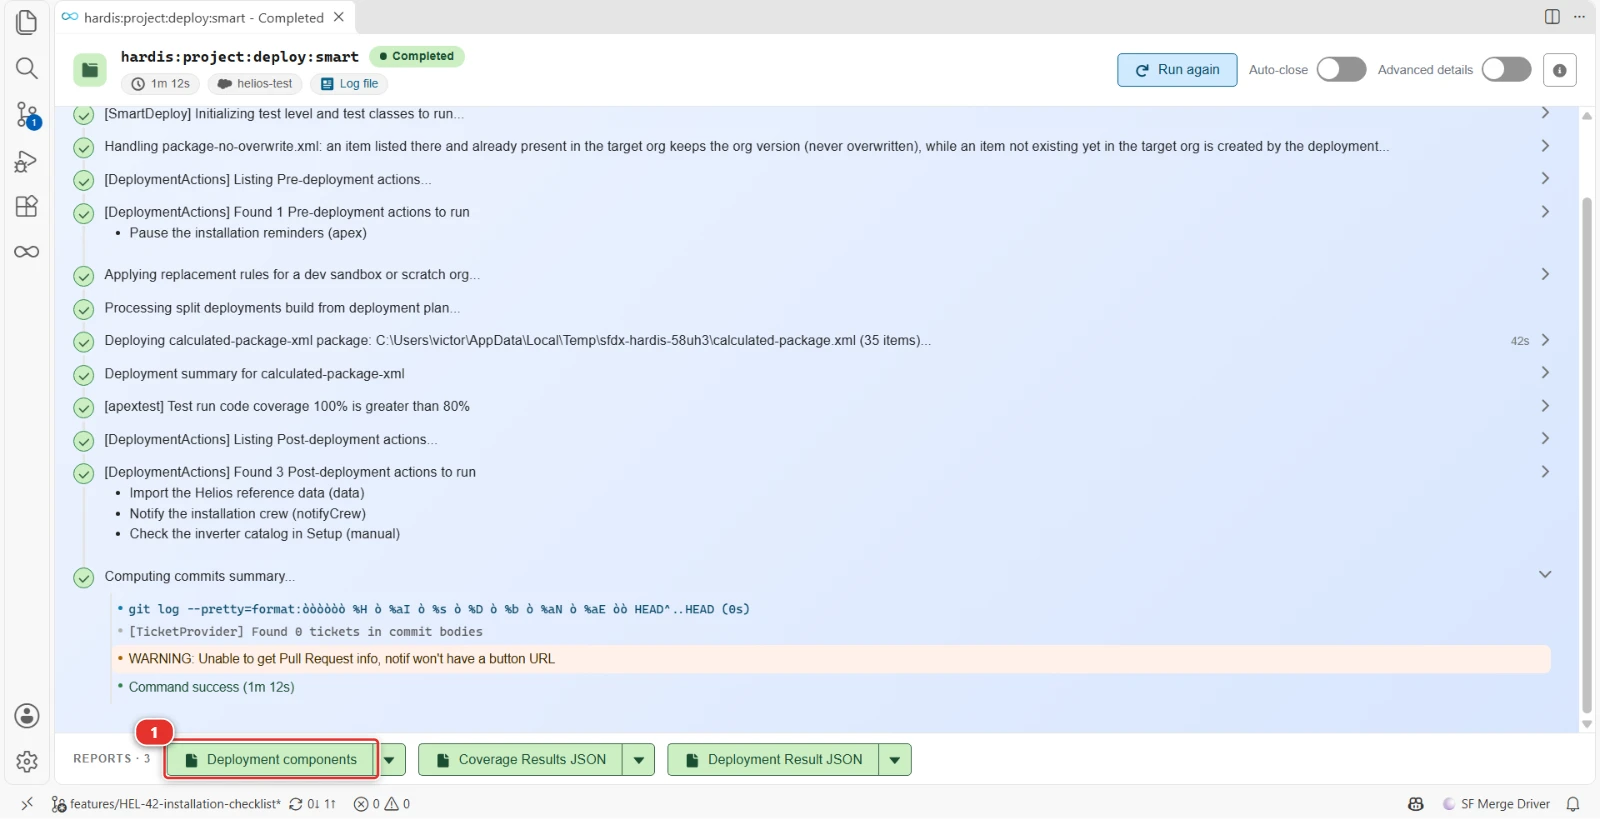 hardis:project:deploy:smart - Completed
hardis:project:deploy:smart
Completed
1m 12s
helios-test
Log file
Run again
Auto-close
Advanced details
[SmartDeploy] Initializing test level and test classes to run...
Handling package-no-overwrite.xml: an item listed there and already present in the target org keeps the org version (never overwritten), while an item not existing yet in the target org is created by the deployment...
[DeploymentActions] Listing Pre-deployment actions...
[DeploymentActions] Found 1 Pre-deployment actions to run
• Pause the installation reminders (apex)
Applying replacement rules for a dev sandbox or scratch org...
Processing split deployments build from deployment plan...
Deploying calculated-package-xml package: C:\Users\victor\AppData\Local\Temp\sfdx-hardis-58uh3\calculated-package.xml (35 items)...
42s
Deployment summary for calculated-package-xml
[apextest] Test run code coverage 100% is greater than 80%
[DeploymentActions] Listing Post-deployment actions...
[DeploymentActions] Found 3 Post-deployment actions to run
• Import the Helios reference data (data)
• Notify the installation crew (notifyCrew)
• Check the inverter catalog in Setup (manual)
Computing commits summary...
• git log --pretty=format:òòòòòò %H ò %aI ò %s ò %D ò %b ò %aN ò %aE òò HEAD^..HEAD (0s)
• [TicketProvider] Found 0 tickets in commit bodies
• WARNING: Unable to get Pull Request info, notif won't have a button URL
• Command success (1m 12s)
1
REPORTS · 3
Deployment components
Coverage Results JSON
Deployment Result JSON
1
features/HEL-42-installation-checklist*
0↓ 1↑
0
0
SF Merge Driver